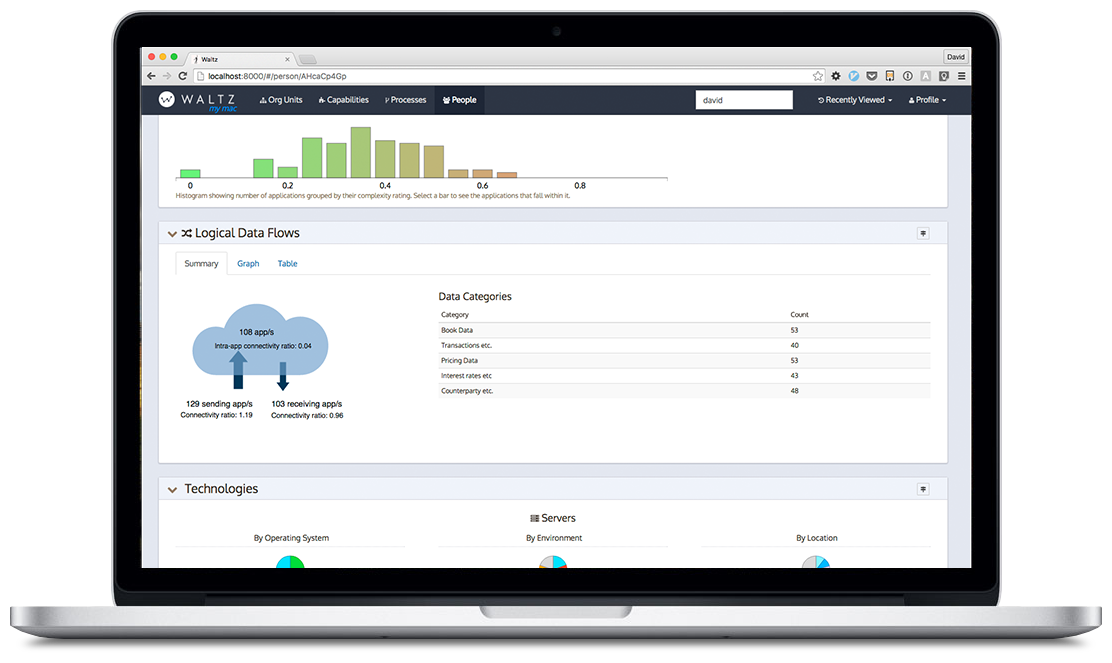 Waltz
David
localhost:8000/#/person/AHcaCp4Gp
WALTZ
my mac
Org Units
Capabilities
Processes
People
david
Recently Viewed
Profile
0 0.2 0.4 0.6 0.8
Histogram showing number of applications grouped by their complexity rating. Select a bar to see the applications that fall within it.
Logical Data Flows
Summary Graph Table
108 app/s
Intra-app connectivity ratio: 0.04
129 sending app/s
Connectivity ratio: 1.19
103 receiving app/s
Connectivity ratio: 0.96
Data Categories
Category Count
Book Data 53
Transactions etc. 40
Pricing Data 53
Interest rates etc 43
Counterparty etc. 48
Technologies
Servers
By Operating System
By Environment
By Location